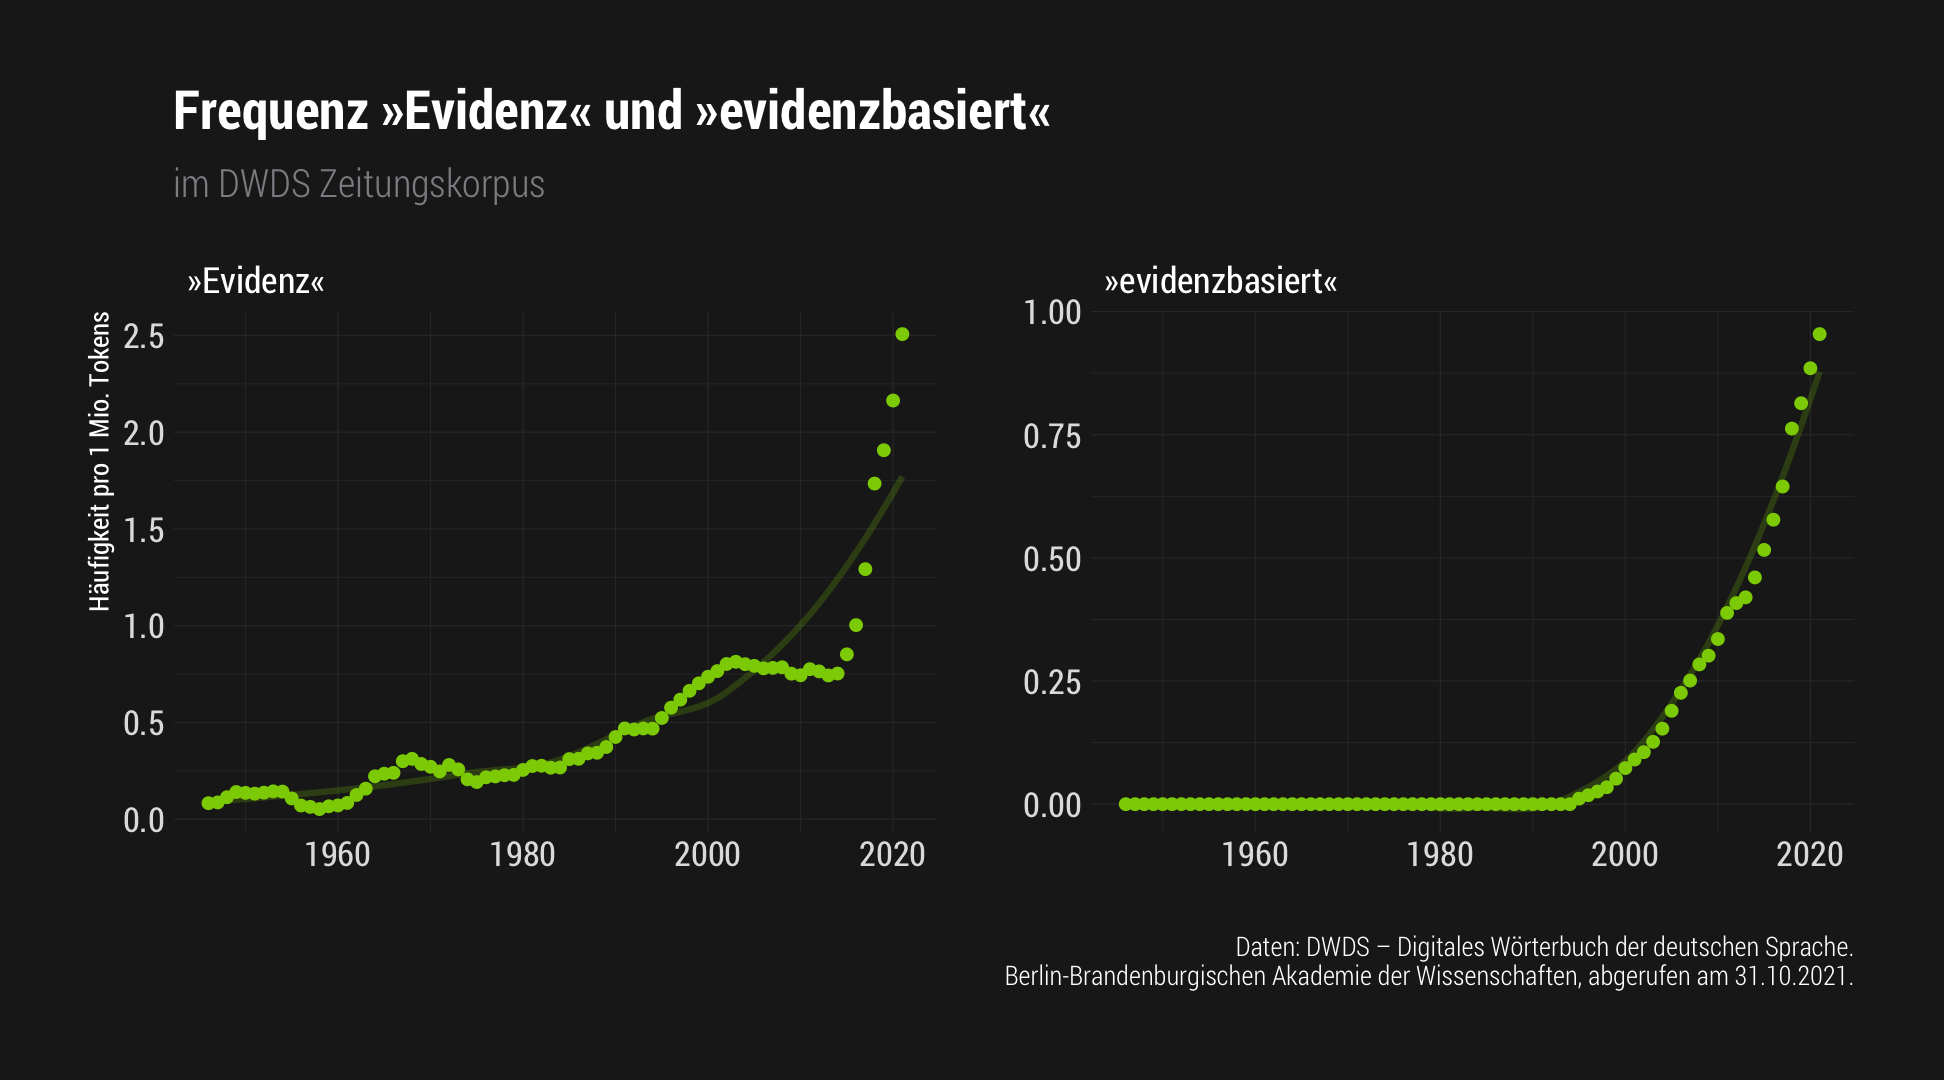 Frequenz »Evidenz« und »evidenzbasiert«
im DWDS Zeitungskorpus
»Evidenz«
Häufigkeit pro 1 Mio. Tokens
2.5
2.0
1.5
1.0
0.5
0.0
1960 1980 2000 2020
»evidenzbasiert«
1.00
0.75
0.50
0.25
0.00
1960 1980 2000 2020
Daten: DWDS – Digitales Wörterbuch der deutschen Sprache.
Berlin-Brandenburgischen Akademie der Wissenschaften, abgerufen am 31.10.2021.